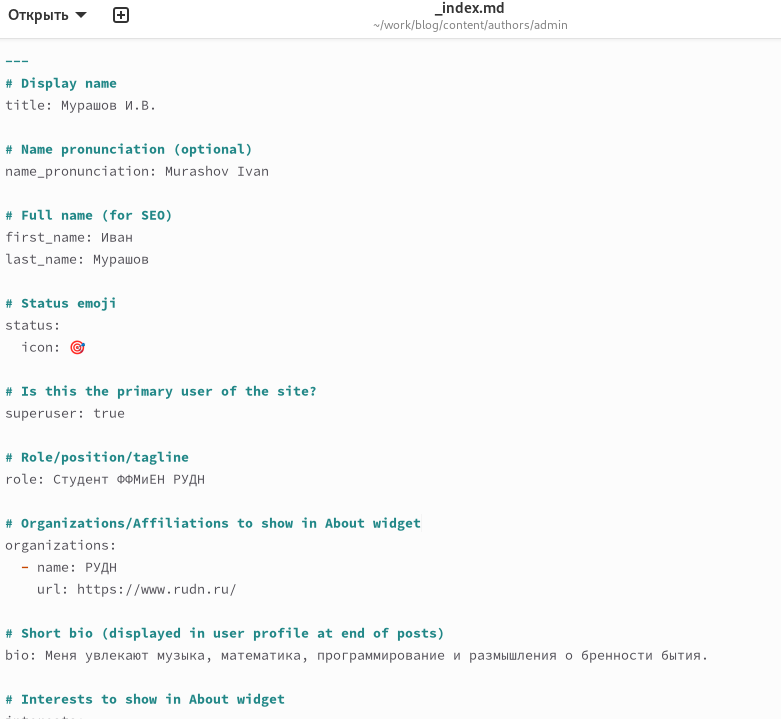 Открыть
_index.md
~/work/blog/content/authors/admin
---
# Display name
title: Мурашов И.В.
# Name pronunciation (optional)
name_pronunciation: Murashov Ivan
# Full name (for SEO)
first_name: Иван
last_name: Мурашов
# Status emoji
status:
  icon: 🎯
# Is this the primary user of the site?
superuser: true
# Role/position/tagline
role: Студент ФФМиЕН РУДН
# Organizations/Affiliations to show in About widget
organizations:
  - name: РУДН
    url: https://www.rudn.ru/
# Short bio (displayed in user profile at end of posts)
bio: Меня увлекают музыка, математика, программирование и размышления о бренности бытия.
# Interests to show in About widget